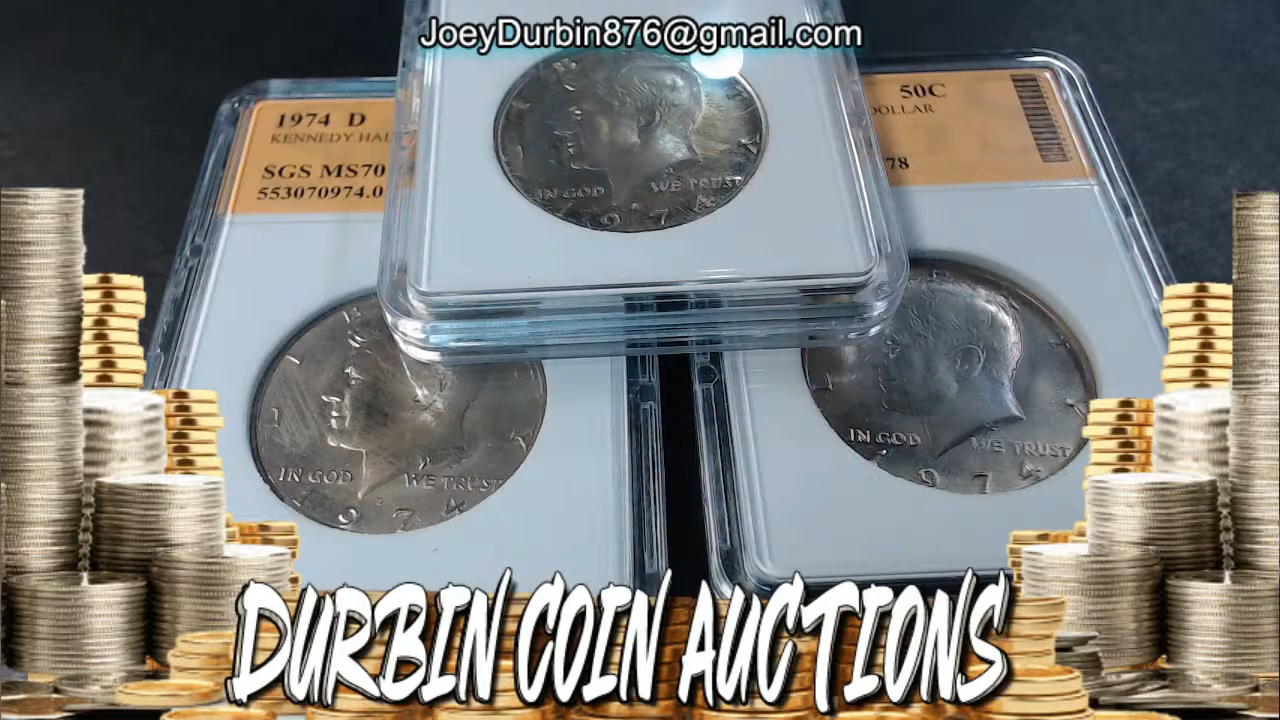 JoeyDurbin876@gmail.com
1974 D
KENNEDY HAL
SGS MS70
553070974.0
50C
DOLLAR
78
IN GOD WE TRUST
1974
IN GOD WE TRUST
1974
IN GOD WE TRUST
974
DURBIN COIN AUCTIONS